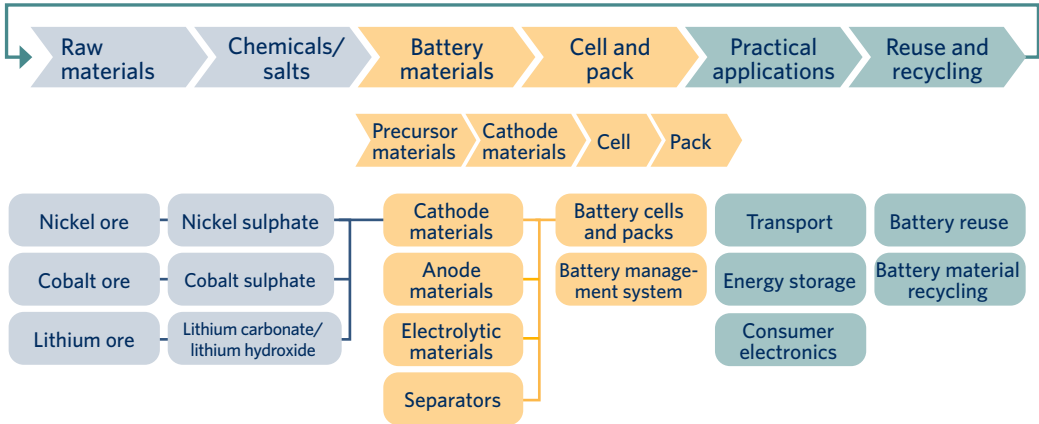 Raw
materials
Chemicals/
salts
Battery
materials
Cell and
pack
Practical
applications
Reuse and
recycling
Precursor
materials
Cathode
materials
Cell
Pack
Nickel ore
Nickel sulphate
Cathode
materials
Battery cells
and packs
Transport
Battery reuse
Cobalt ore
Cobalt sulphate
Anode
materials
Battery manage-
ment system
Energy storage
Battery material
recycling
Lithium ore
Lithium carbonate/
lithium hydroxide
Electrolytic
materials
Consumer
electronics
Separators